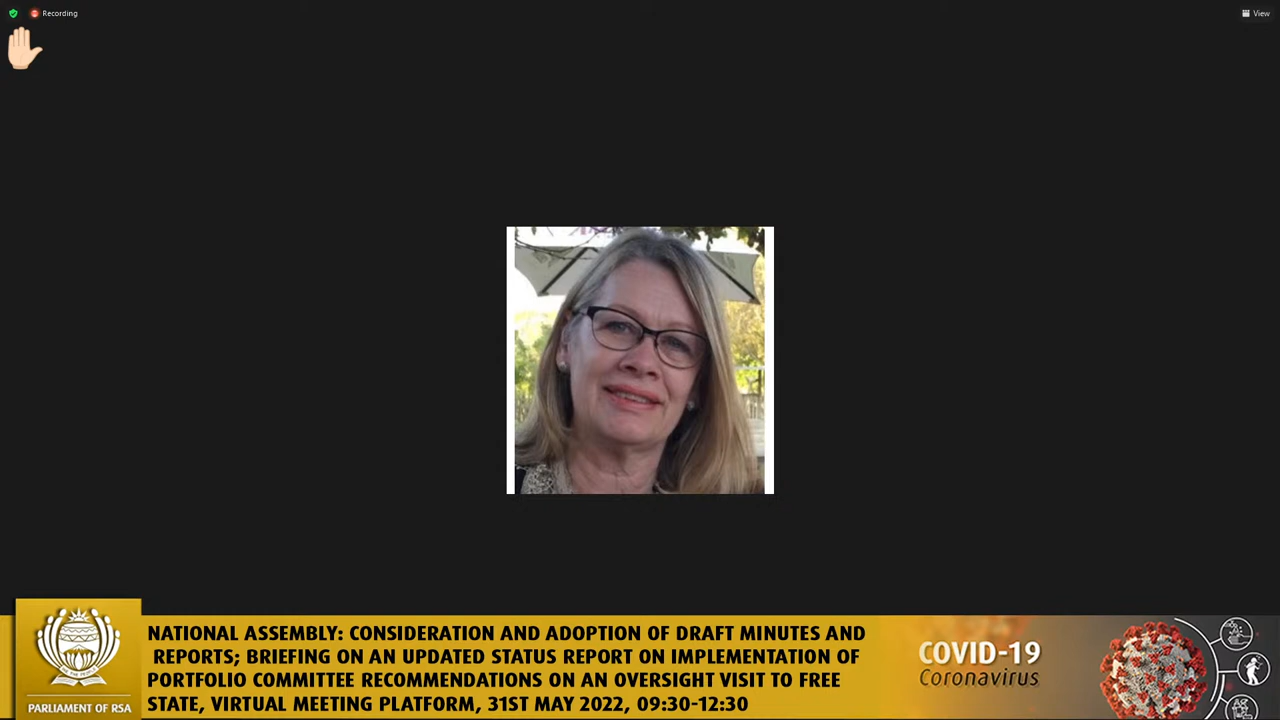 Recording
View
NATIONAL ASSEMBLY: CONSIDERATION AND ADOPTION OF DRAFT MINUTES AND
REPORTS; BRIEFING ON AN UPDATED STATUS REPORT ON IMPLEMENTATION OF
PORTFOLIO COMMITTEE RECOMMENDATIONS ON AN OVERSIGHT VISIT TO FREE
STATE, VIRTUAL MEETING PLATFORM, 31ST MAY 2022, 09:30-12:30
PARLIAMENT OF RSA
COVID-19
Coronavirus